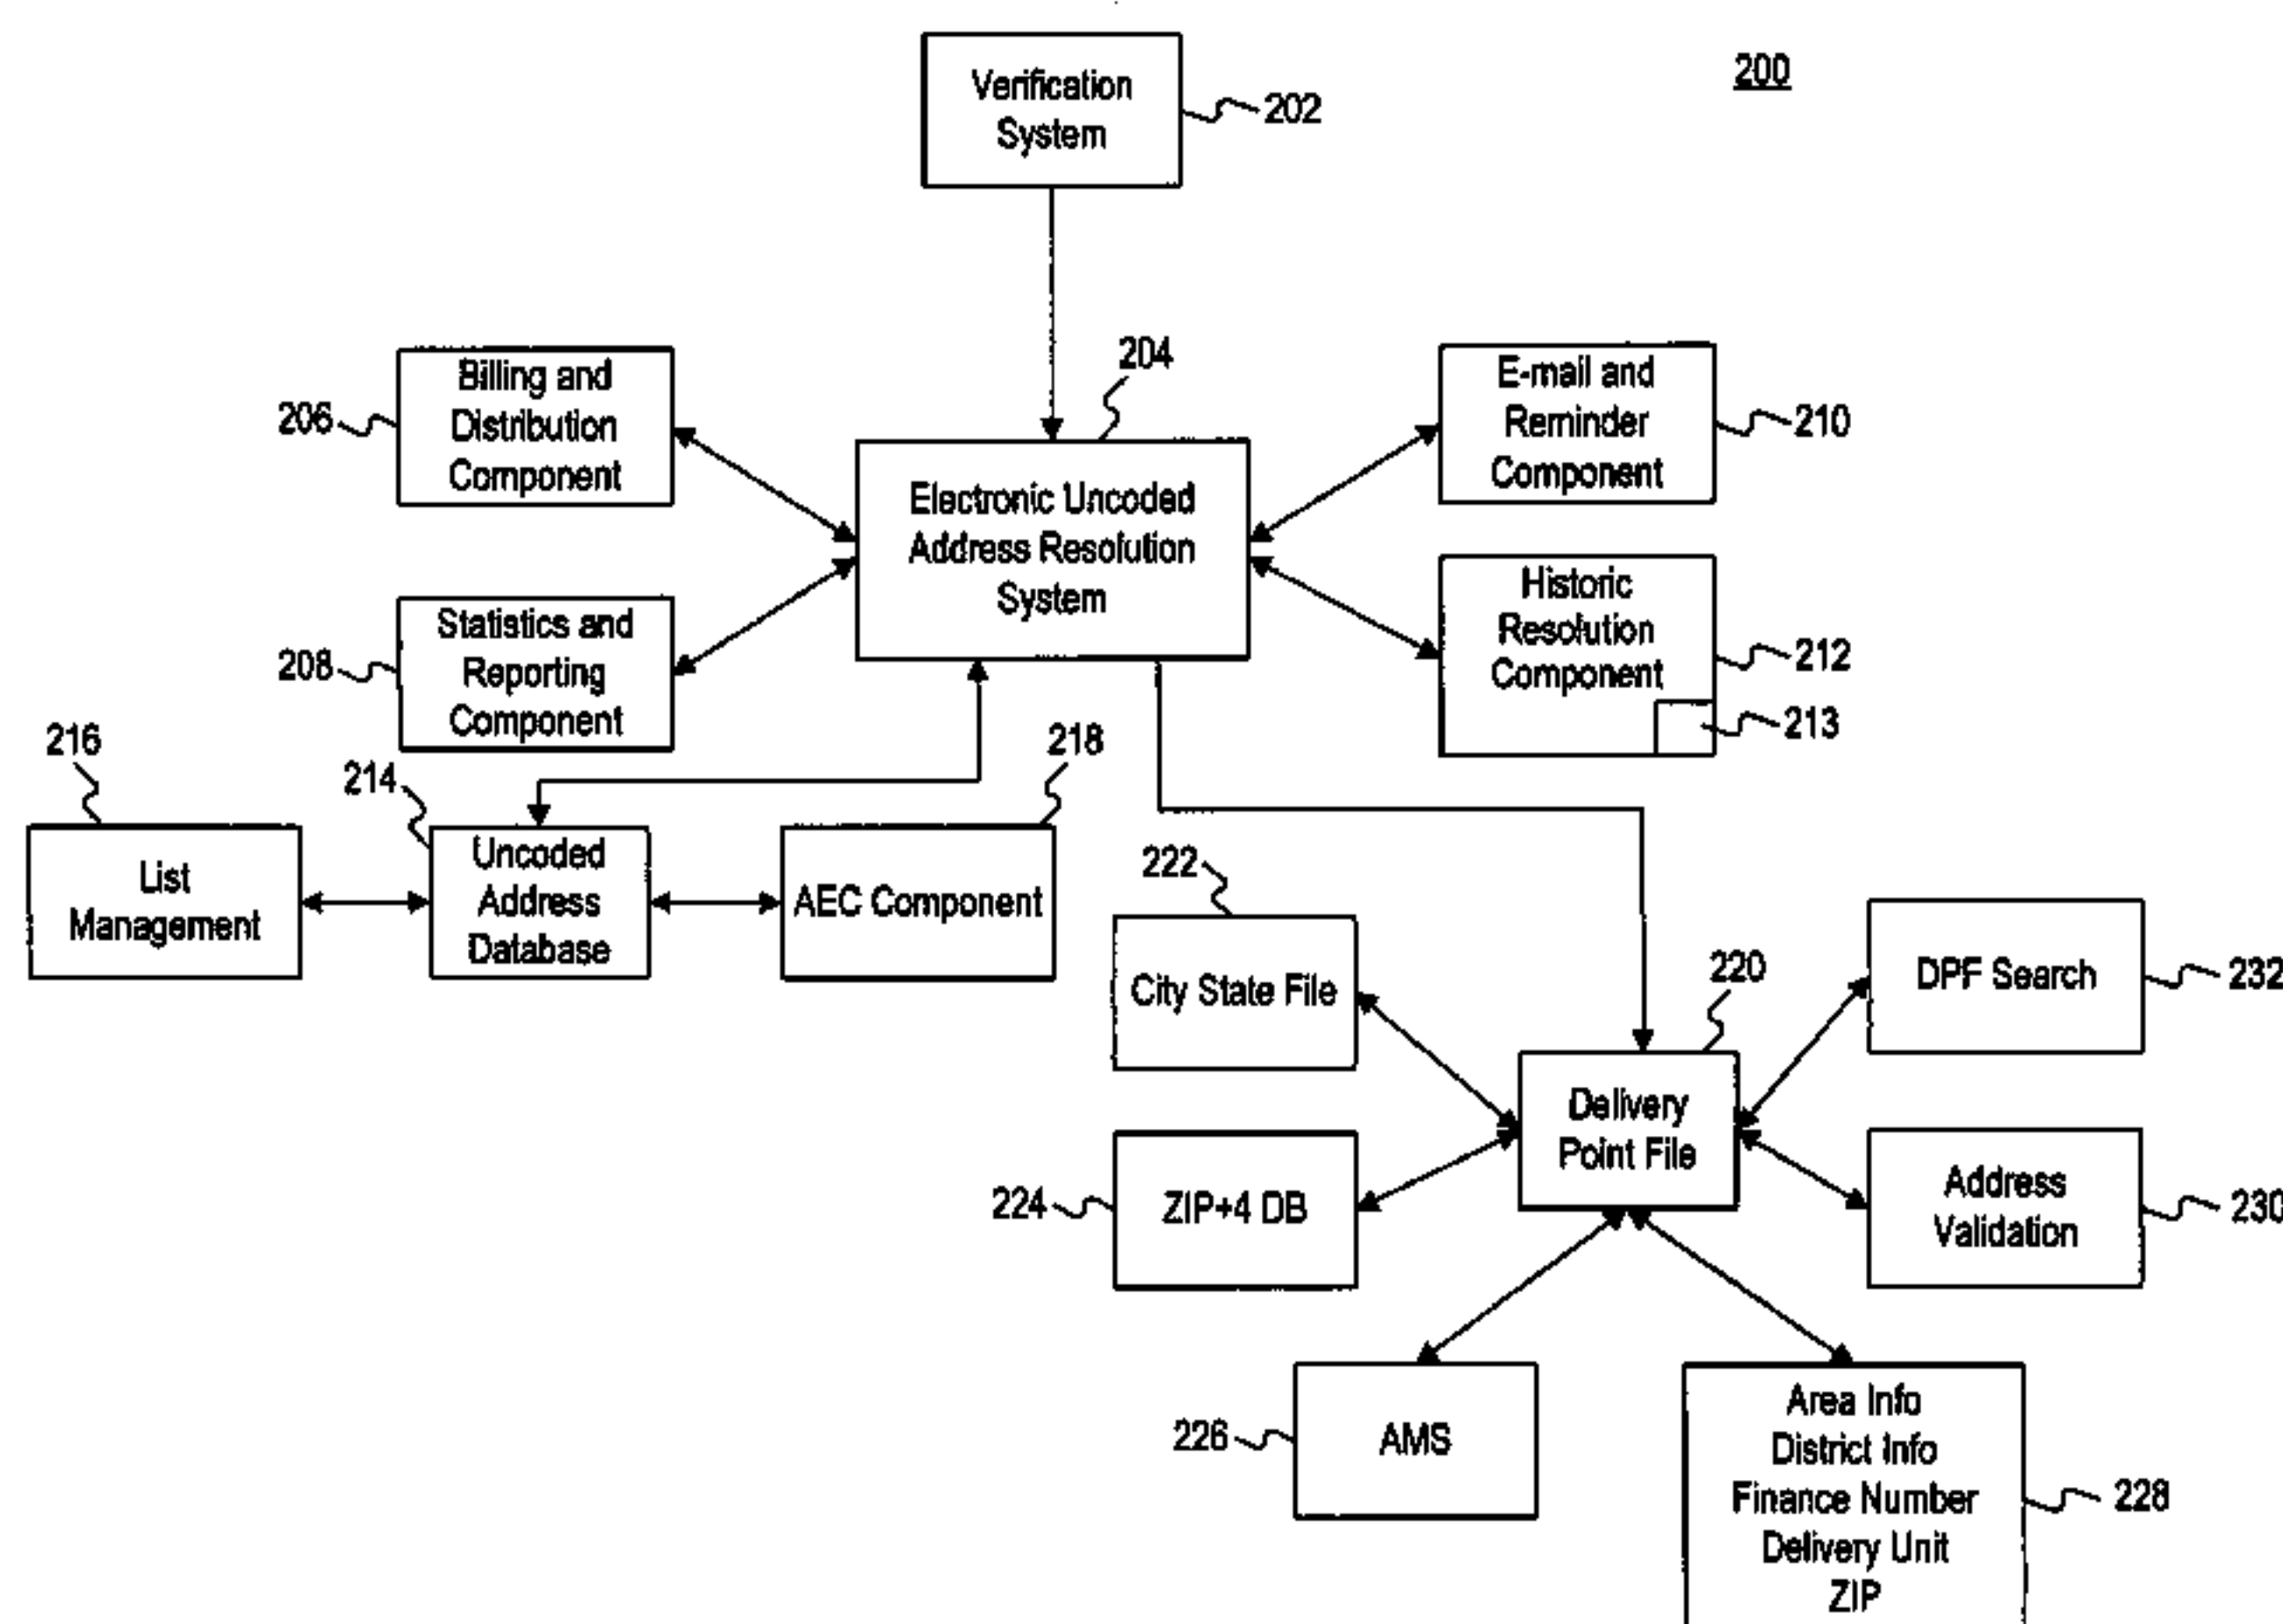 200
Verification
System
202
204
Billing and
Distribution
Component
206
E-mail and
Reminder
Component
210
Electronic Uncoded
Address Resolution
System
Statistics and
Reporting
Component
208
Historic
Resolution
Component
212
213
216
214
218
List
Management
Uncoded
Address
Database
AEC Component
222
City State File
220
DPF Search
232
Delivery
Point File
224
ZIP+4 DB
Address
Validation
230
226
AMS
Area Info
District Info
Finance Number
Delivery Unit
ZIP
228